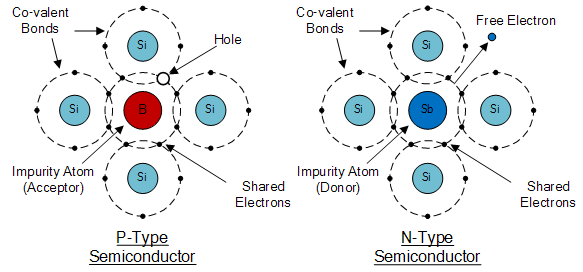 Co-valent
Bonds
Si
Hole
Si
B
Si
Impurity Atom
(Acceptor)
Si
Shared
Electrons
P-Type
Semiconductor
Co-valent
Bonds
Si
Free Electron
Si
Sb
Si
Impurity Atom
(Donor)
Si
Shared
Electrons
N-Type
Semiconductor